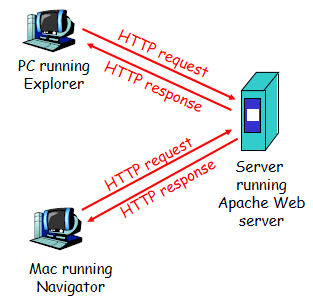 HTTP request
HTTP response
PC running
Explorer
HTTP request
HTTP response
Server
running
Apache Web
server
Mac running
Navigator